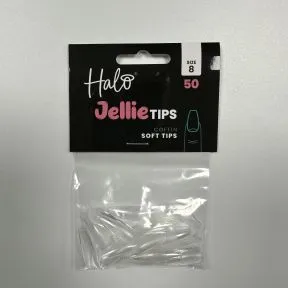 Halo
SIZE
8
50
Jellie TIPS
COFFIN
SOFT TIPS